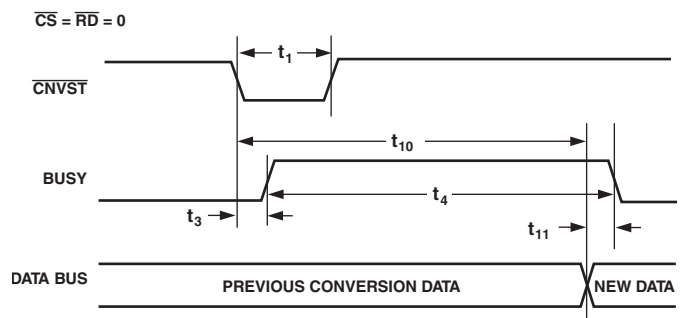 CS = RD = 0
t1
CNVST
t10
BUSY
t4
t3
t11
DATA BUS
PREVIOUS CONVERSION DATA
NEW DATA